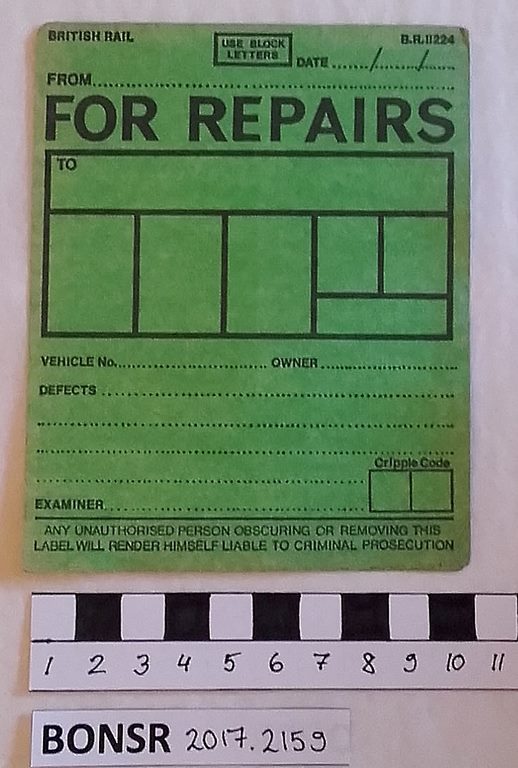 BRITISH RAIL
USE BLOCK
LETTERS
B.R.11224
DATE ....../....../......
FROM
FOR REPAIRS
TO
VEHICLE No. OWNER
DEFECTS
Cripple Code
EXAMINER
ANY UNAUTHORISED PERSON OBSCURING OR REMOVING THIS
LABEL WILL RENDER HIMSELF LIABLE TO CRIMINAL PROSECUTION
1 2 3 4 5 6 7 8 9 10 11
BONSR 2017.2159